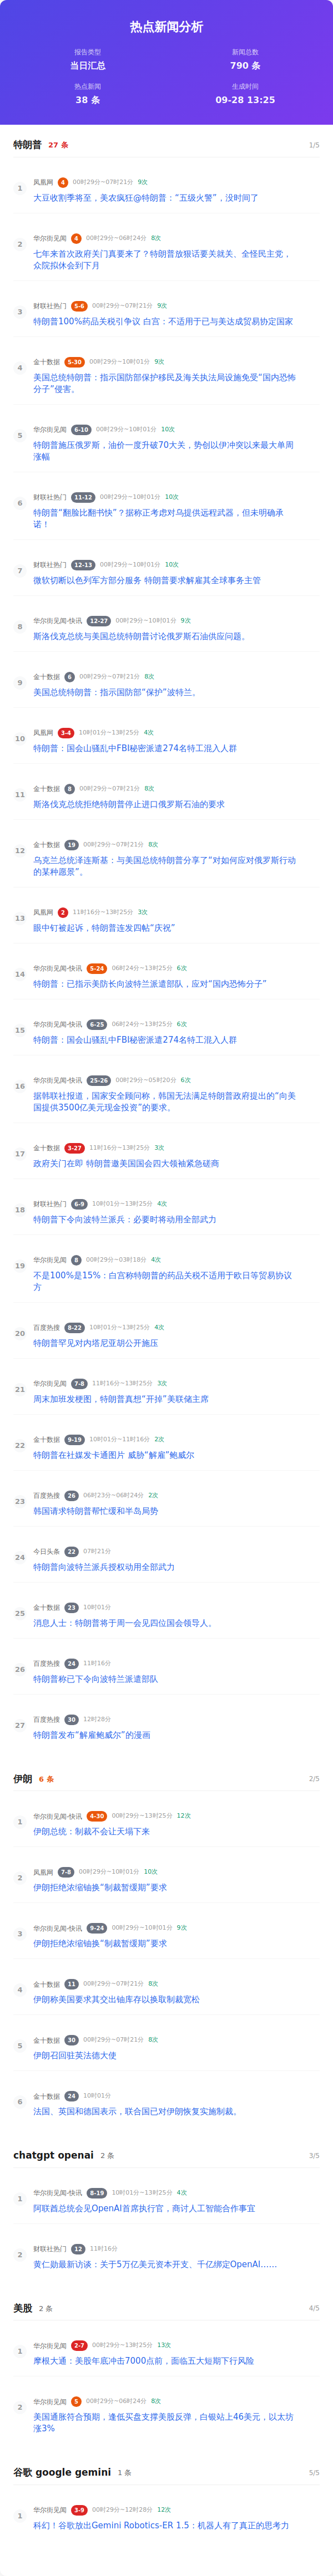 热点新闻分析
报告类型
新闻总数
当日汇总
790 条
热点新闻
生成时间
38 条
09-28 13:25
特朗普 27 条 1/5
1 凤凰网 4 00时29分~07时21分 9次
大豆收割季将至，美农疯狂@特朗普：“五级火警”，没时间了
2 华尔街见闻 4 00时29分~06时24分 8次
七年来首次政府关门真要来了？特朗普放狠话要关就关、全怪民主党，
众院拟休会到下月
3 财联社热门 5-6 00时29分~07时21分 9次
特朗普100%药品关税引争议 白宫：不适用于已与美达成贸易协定国家
4 金十数据 5-30 00时29分~10时01分 9次
美国总统特朗普：指示国防部保护移民及海关执法局设施免受“国内恐怖
分子”侵害。
5 华尔街见闻 6-10 00时29分~10时01分 10次
特朗普施压俄罗斯，油价一度升破70大关，势创以伊冲突以来最大单周
涨幅
6 财联社热门 11-12 00时29分~10时01分 10次
特朗普“翻脸比翻书快”？据称正考虑对乌提供远程武器，但未明确承
诺！
7 财联社热门 12-13 00时29分~10时01分 10次
微软切断以色列军方部分服务 特朗普要求解雇其全球事务主管
8 华尔街见闻-快讯 12-27 00时29分~10时01分 9次
斯洛伐克总统与美国总统特朗普讨论俄罗斯石油供应问题。
9 金十数据 6 00时29分~07时21分 8次
美国总统特朗普：指示国防部“保护”波特兰。
10 凤凰网 3-4 10时01分~13时25分 4次
特朗普：国会山骚乱中FBI秘密派遣274名特工混入人群
11 金十数据 8 00时29分~07时21分 8次
斯洛伐克总统拒绝特朗普停止进口俄罗斯石油的要求
12 金十数据 19 00时29分~07时21分 8次
乌克兰总统泽连斯基：与美国总统特朗普分享了“对如何应对俄罗斯行动
的某种愿景”。
13 凤凰网 2 11时16分~13时25分 3次
眼中钉被起诉，特朗普连发四帖“庆祝”
14 华尔街见闻-快讯 5-24 06时24分~13时25分 6次
特朗普：已指示美防长向波特兰派遣部队，应对“国内恐怖分子”
15 华尔街见闻-快讯 6-25 06时24分~13时25分 6次
特朗普：国会山骚乱中FBI秘密派遣274名特工混入人群
16 华尔街见闻-快讯 25-26 00时29分~05时20分 6次
据韩联社报道，国家安全顾问称，韩国无法满足特朗普政府提出的“向美
国提供3500亿美元现金投资”的要求。
17 金十数据 3-27 11时16分~13时25分 3次
政府关门在即 特朗普邀美国国会四大领袖紧急磋商
18 财联社热门 6-9 10时01分~13时25分 4次
特朗普下令向波特兰派兵：必要时将动用全部武力
19 华尔街见闻 8 00时29分~03时18分 4次
不是100%是15%：白宫称特朗普的药品关税不适用于欧日等贸易协议
方
20 百度热搜 8-22 10时01分~13时25分 4次
特朗普罕见对内塔尼亚胡公开施压
21 华尔街见闻 7-8 11时16分~13时25分 3次
周末加班发梗图，特朗普真想“开掉”美联储主席
22 金十数据 9-19 10时01分~11时16分 2次
特朗普在社媒发卡通图片 威胁“解雇”鲍威尔
23 百度热搜 26 06时23分~06时24分 2次
韩国请求特朗普帮忙缓和半岛局势
24 今日头条 22 07时21分
特朗普向波特兰派兵授权动用全部武力
25 金十数据 23 10时01分
消息人士：特朗普将于周一会见四位国会领导人。
26 百度热搜 24 11时16分
特朗普称已下令向波特兰派遣部队
27 百度热搜 30 12时28分
特朗普发布“解雇鲍威尔”的漫画
伊朗 6 条 2/5
1 华尔街见闻-快讯 4-30 00时29分~13时25分 12次
伊朗总统：制裁不会让天塌下来
2 凤凰网 7-8 00时29分~10时01分 10次
伊朗拒绝浓缩铀换“制裁暂缓期”要求
3 华尔街见闻-快讯 9-24 00时29分~10时01分 9次
伊朗拒绝浓缩铀换“制裁暂缓期”要求
4 金十数据 11 00时29分~07时21分 8次
伊朗称美国要求其交出铀库存以换取制裁宽松
5 金十数据 30 00时29分~07时21分 8次
伊朗召回驻英法德大使
6 金十数据 24 10时01分
法国、英国和德国表示，联合国已对伊朗恢复实施制裁。
chatgpt openai 2 条 3/5
1 华尔街见闻-快讯 8-19 10时01分~13时25分 4次
阿联酋总统会见OpenAI首席执行官，商讨人工智能合作事宜
2 财联社热门 12 11时16分
黄仁勋最新访谈：关于5万亿美元资本开支、千亿绑定OpenAI……
美股 2 条 4/5
1 华尔街见闻 2-7 00时29分~13时25分 13次
摩根大通：美股年底冲击7000点前，面临五大短期下行风险
2 华尔街见闻 5 00时29分~06时24分 8次
美国通胀符合预期，逢低买盘支撑美股反弹，白银站上46美元，以太坊
涨3%
谷歌 google gemini 1 条 5/5
1 华尔街见闻 3-9 00时29分~12时28分 12次
科幻！谷歌放出Gemini Robotics-ER 1.5：机器人有了真正的思考力